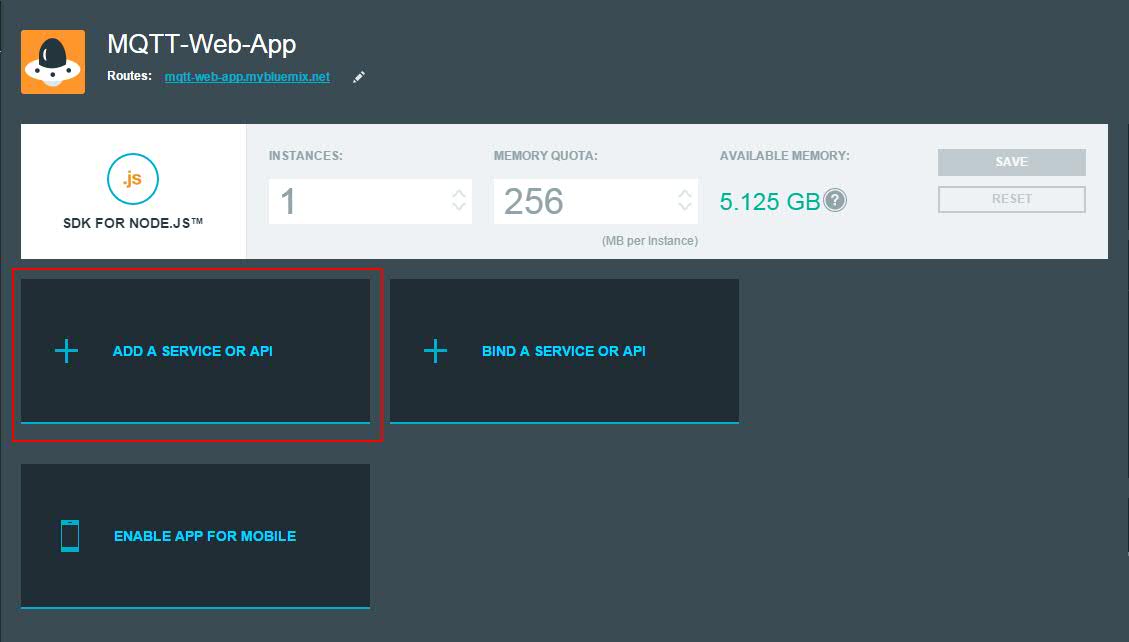 MQTT-Web-App
Routes: mqtt-web-app.mybluemix.net
.js
SDK FOR NODE.JS™
INSTANCES:
1
MEMORY QUOTA:
256
(MB per Instance)
AVAILABLE MEMORY:
5.125 GB ?
SAVE
RESET
ADD A SERVICE OR API
BIND A SERVICE OR API
ENABLE APP FOR MOBILE